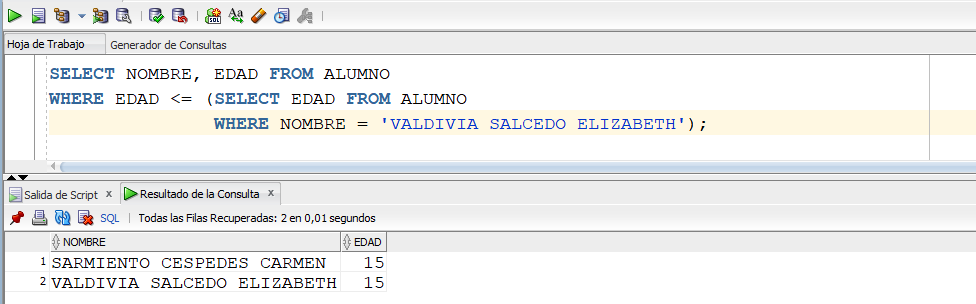 SQL Aa
Hoja de Trabajo Generador de Consultas
SELECT NOMBRE, EDAD FROM ALUMNO
WHERE EDAD <= (SELECT EDAD FROM ALUMNO
WHERE NOMBRE = 'VALDIVIA SALCEDO ELIZABETH');
Salida de Script x Resultado de la Consulta x
SQL | Todas las Filas Recuperadas: 2 en 0,01 segundos
NOMBRE EDAD
1 SARMIENTO CESPEDES CARMEN 15
2 VALDIVIA SALCEDO ELIZABETH 15